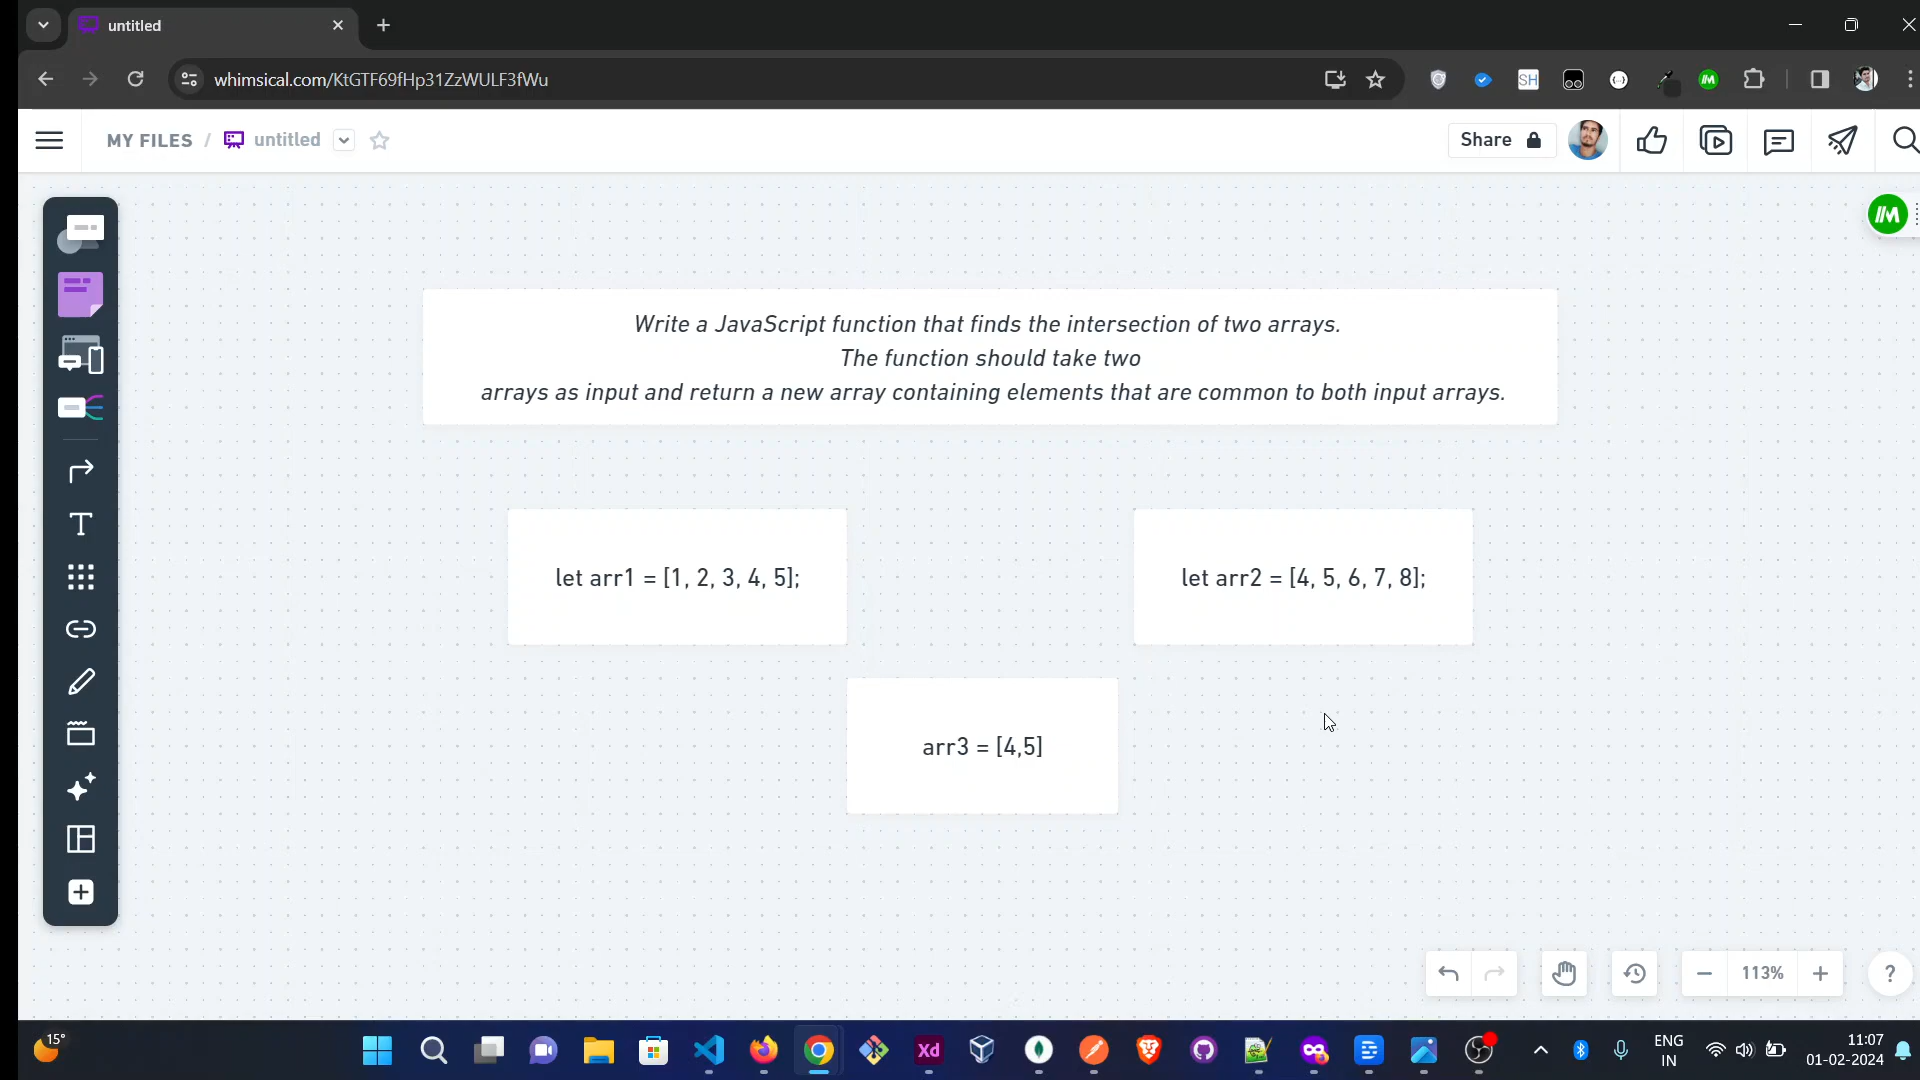 untitled
whimsical.com/KtGTF69fHp31ZzWULF3fWu
SH
MY FILES / untitled
Share
Write a JavaScript function that finds the intersection of two arrays.
The function should take two
arrays as input and return a new array containing elements that are common to both input arrays.
let arr1 = [1, 2, 3, 4, 5];
let arr2 = [4, 5, 6, 7, 8];
arr3 = [4,5]
113%
?
15°
Xd
ENG
IN
11:07
01-02-2024